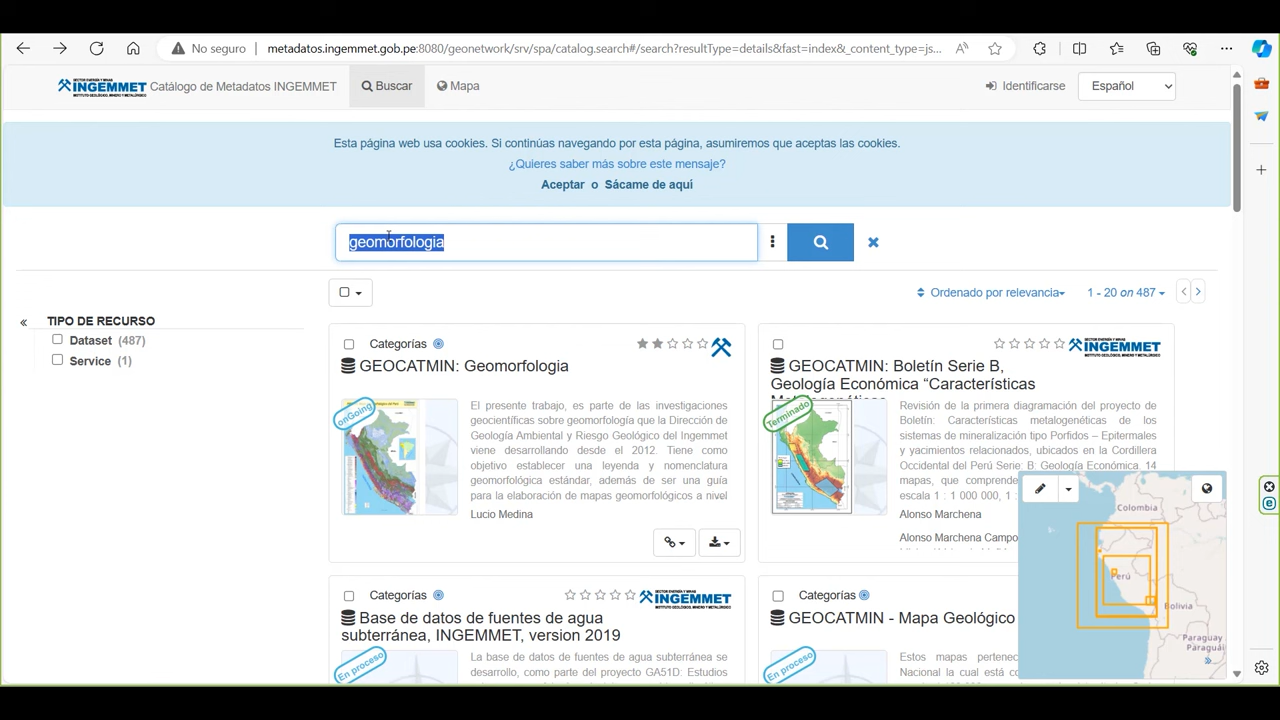 No seguro
metadatos.ingemmet.gob.pe:8080/geonetwork/srv/spa/catalog.search#/search?resultType=details&fast=index&_content_type=js...
INGEMMET
Catálogo de Metadatos INGEMMET
Buscar
Mapa
Identificarse
Español
Esta página web usa cookies. Si continúas navegando por esta página, asumiremos que aceptas las cookies.
¿Quieres saber más sobre este mensaje?
Aceptar o Sácame de aquí
geomorfologia
Ordenado por relevancia
1 - 20 on 487
TIPO DE RECURSO
Dataset (487)
Service (1)
Categorías
GEOCATMIN: Geomorfologia
onGoing
El presente trabajo, es parte de las investigaciones
geocientíficas sobre geomorfología que la Dirección de
Geología Ambiental y Riesgo Geológico del Ingemmet
viene desarrollando desde el 2012. Tiene como
objetivo establecer una leyenda y nomenclatura
geomorfológica estándar, además de ser una guía
para la elaboración de mapas geomorfológicos a nivel
Lucio Medina
INGEMMET
GEOCATMIN: Boletín Serie B,
Geología Económica “Características
Metalogenéticas
Terminado
Revisión de la primera diagramación del proyecto de
Boletín: Características metalogenéticas de los
sistemas de mineralización tipo Porfidos – Epitermales
y yacimientos relacionados, ubicados en la Cordillera
Occidental del Perú Serie: B: Geología Económica, 14
mapas, que comprende
escala 1 : 1 000 000, 1 :
Alonso Marchena
Alonso Marchena Campo
Colombia
Perú
Bolivia
Paraguay
Categorías
INGEMMET
Base de datos de fuentes de agua
subterránea, INGEMMET, version 2019
En proceso
La base de datos de fuentes de agua subterránea se
desarrollo, como parte del proyecto GA51D: Estudios
Categorías
GEOCATMIN - Mapa Geológico
En proceso
Estos mapas pertenec
Nacional la cual está con